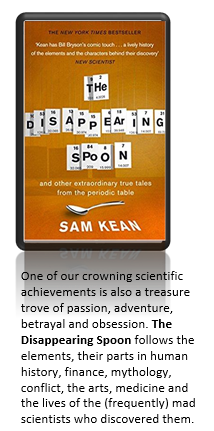 THE NEW YORK TIMES BESTSELLER
'Kean has Bill Bryson's comic touch . . . a lively history
of the elements and the characters behind their discovery'
NEW SCIENTIST
THe
DISAPPEArING
SPoON
and other extraordinary true tales
from the periodic table
SAM KEAN
One of our crowning scientific
achievements is also a treasure
trove of passion, adventure,
betrayal and obsession. The
Disappearing Spoon follows the
elements, their parts in human
history, finance, mythology,
conflict, the arts, medicine and
the lives of the (frequently) mad
scientists who discovered them.